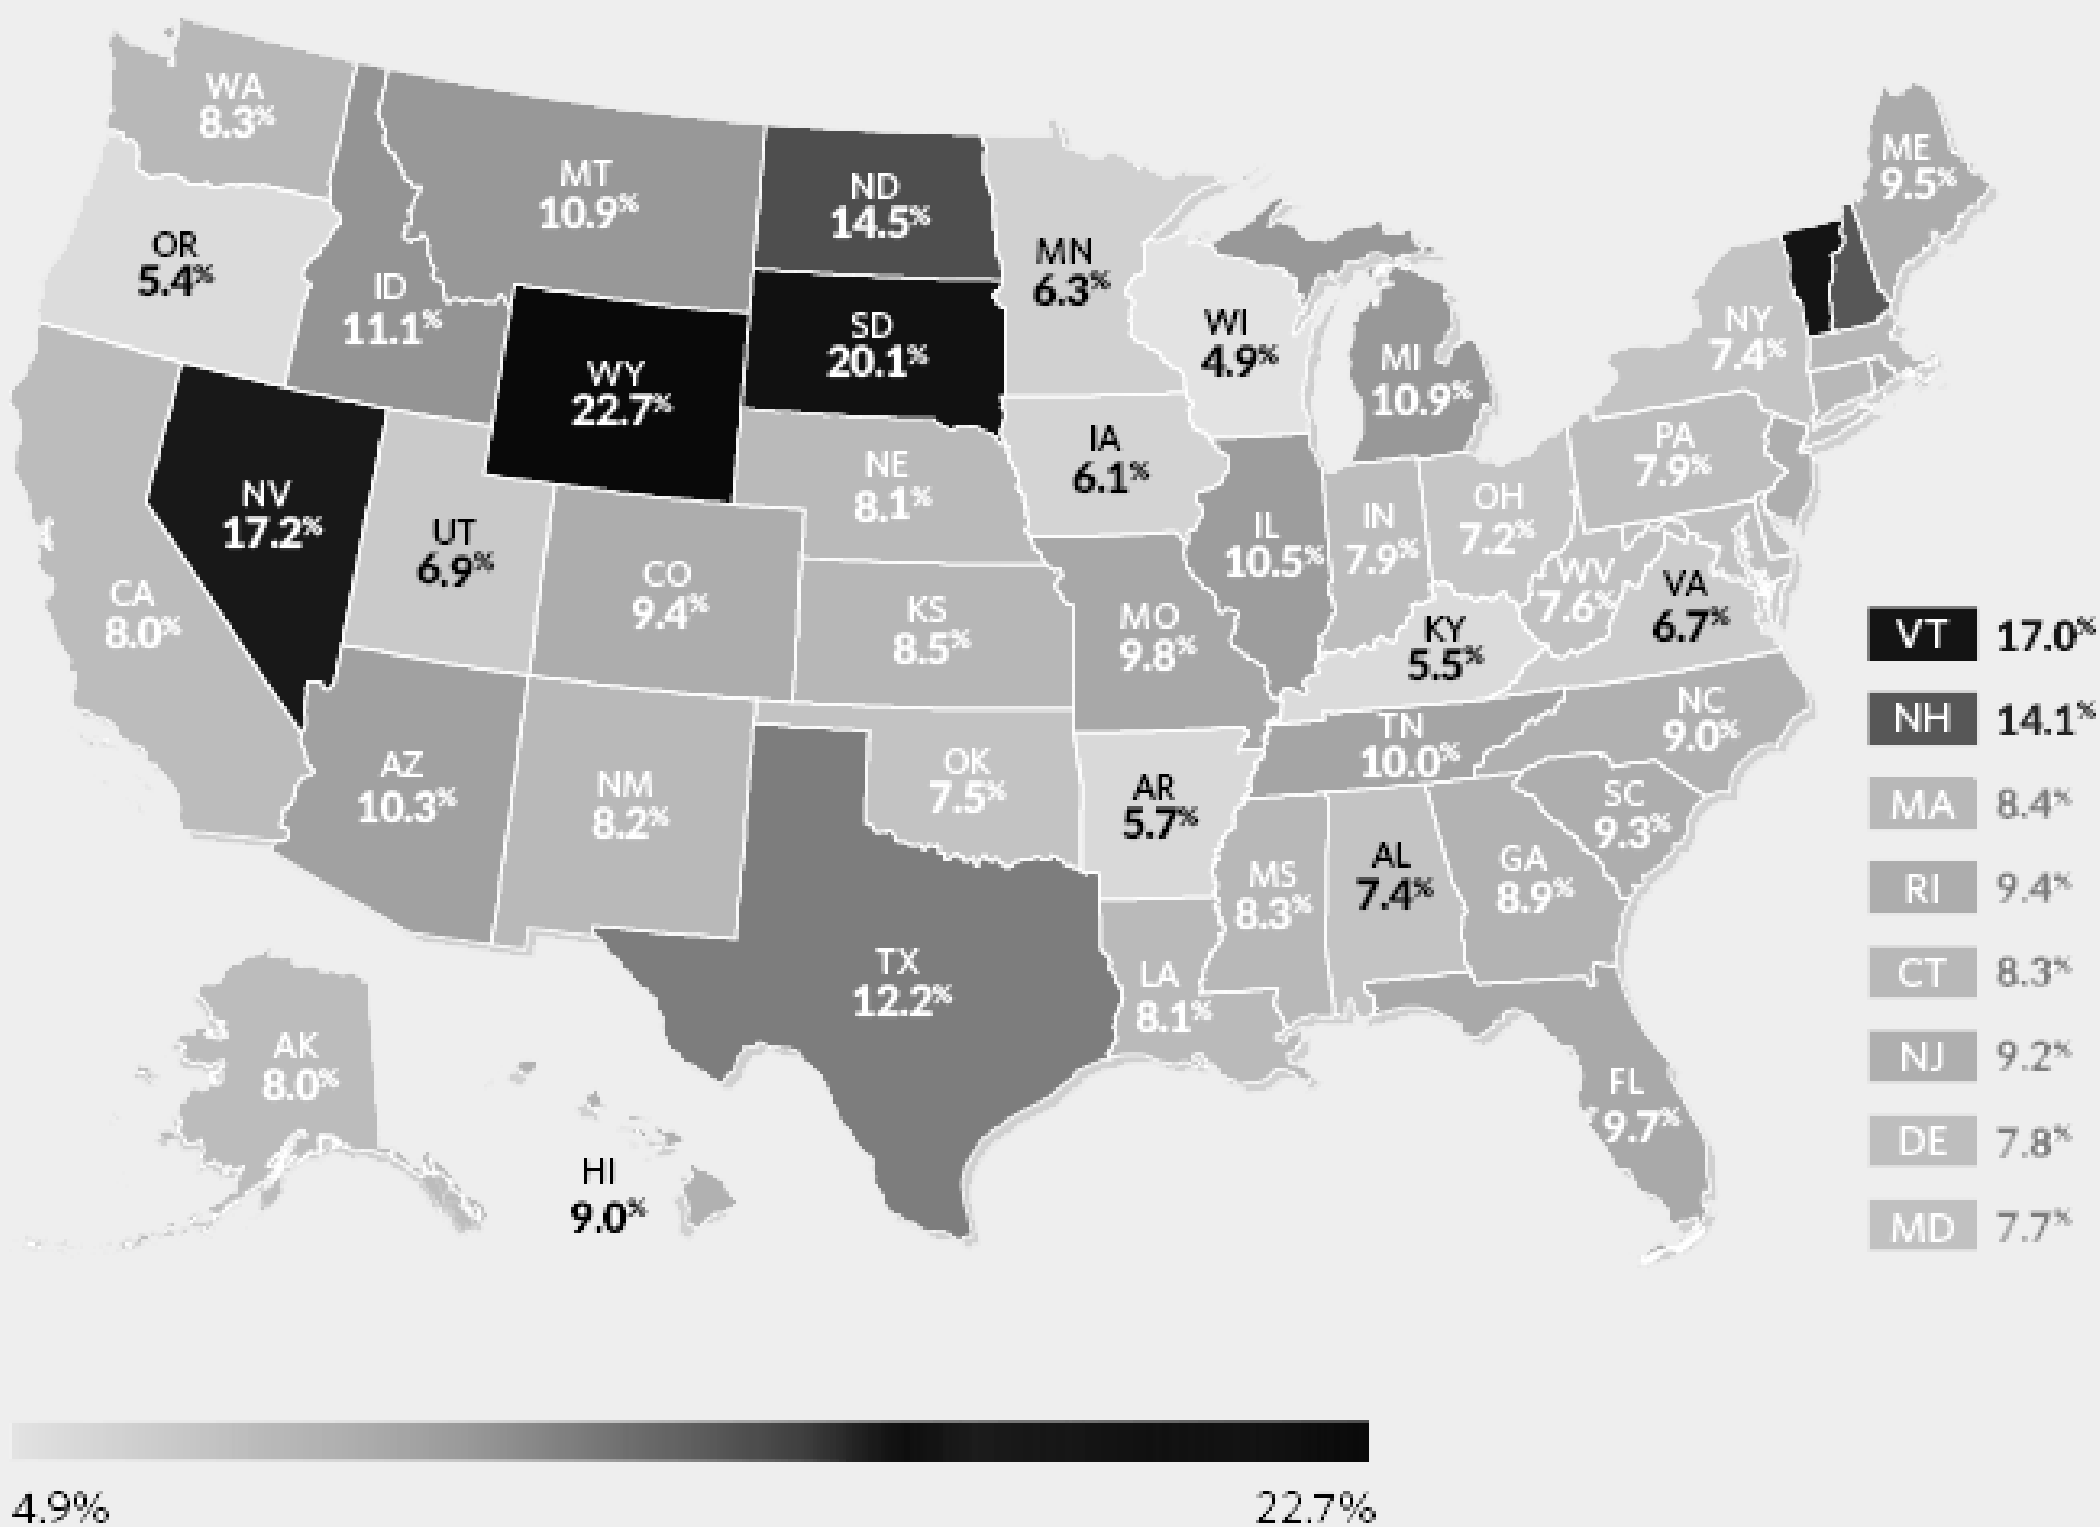 WA
8.3%
MT
10.9%
ND
14.5%
ME
9.5%
OR
5.4%
ID
11.1%
MN
6.3%
WY
22.7%
SD
20.1%
WI
4.9%
MI
10.9%
NY
7.4%
NV
17.2%
UT
6.9%
NE
8.1%
IA
6.1%
PA
7.9%
IL
10.5%
IN
7.9%
OH
7.2%
CA
8.0%
CO
9.4%
KS
8.5%
MO
9.8%
KY
5.5%
WV
7.6%
VA
6.7%
AZ
10.3%
NM
8.2%
OK
7.5%
AR
5.7%
TN
10.0%
NC
9.0%
SC
9.3%
MS
8.3%
AL
7.4%
GA
8.9%
TX
12.2%
LA
8.1%
FL
9.7%
AK
8.0%
HI
9.0%
VT 17.0%
NH 14.1%
MA 8.4%
RI 9.4%
CT 8.3%
NJ 9.2%
DE 7.8%
MD 7.7%
4.9% 22.7%